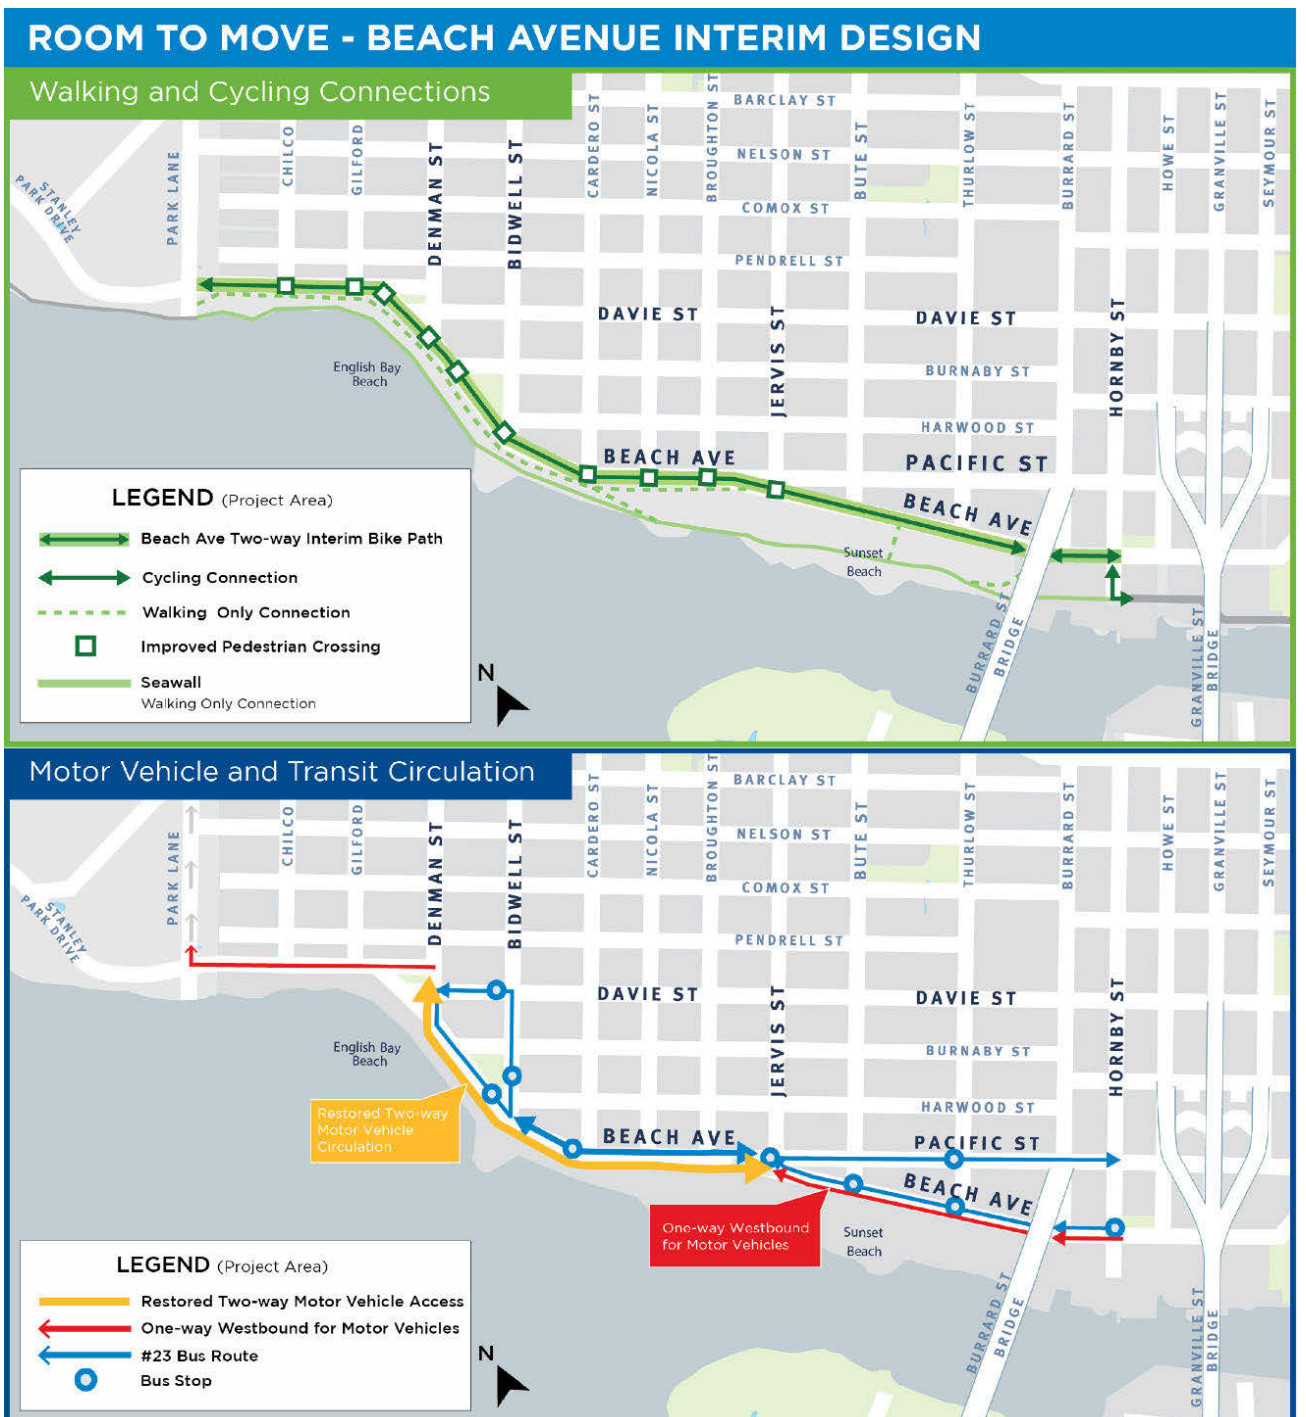 ROOM TO MOVE - BEACH AVENUE INTERIM DESIGN
Walking and Cycling Connections
STANLEY
PARK DRIVE
PARK LANE
CHILCO
GILFORD
DENMAN ST
BIDWELL ST
CARDERO ST
NICOLA ST
BROUGHTON ST
BARCLAY ST
NELSON ST
COMOX ST
PENDRELL ST
BUTE ST
THURLOW ST
BURRARD ST
HOWE ST
GRANVILLE ST
SEYMOUR ST
DAVIE ST
JERVIS ST
DAVIE ST
HORNBY ST
BURNABY ST
HARWOOD ST
English Bay
Beach
BEACH AVE
PACIFIC ST
BEACH AVE
Sunset
Beach
BURRARD ST
BRIDGE
GRANVILLE ST
BRIDGE
LEGEND (Project Area)
Beach Ave Two-way Interim Bike Path
Cycling Connection
Walking Only Connection
Improved Pedestrian Crossing
Seawall
Walking Only Connection
N
Motor Vehicle and Transit Circulation
STANLEY
PARK DRIVE
PARK LANE
CHILCO
GILFORD
DENMAN ST
BIDWELL ST
CARDERO ST
NICOLA ST
BROUGHTON ST
BARCLAY ST
NELSON ST
COMOX ST
PENDRELL ST
BUTE ST
THURLOW ST
BURRARD ST
HOWE ST
GRANVILLE ST
SEYMOUR ST
DAVIE ST
JERVIS ST
DAVIE ST
HORNBY ST
BURNABY ST
HARWOOD ST
English Bay
Beach
Restored Two-way
Motor Vehicle
Circulation
BEACH AVE
PACIFIC ST
BEACH AVE
One-way Westbound
for Motor Vehicles
Sunset
Beach
BURRARD ST
BRIDGE
GRANVILLE ST
BRIDGE
LEGEND (Project Area)
Restored Two-way Motor Vehicle Access
One-way Westbound for Motor Vehicles
#23 Bus Route
Bus Stop
N